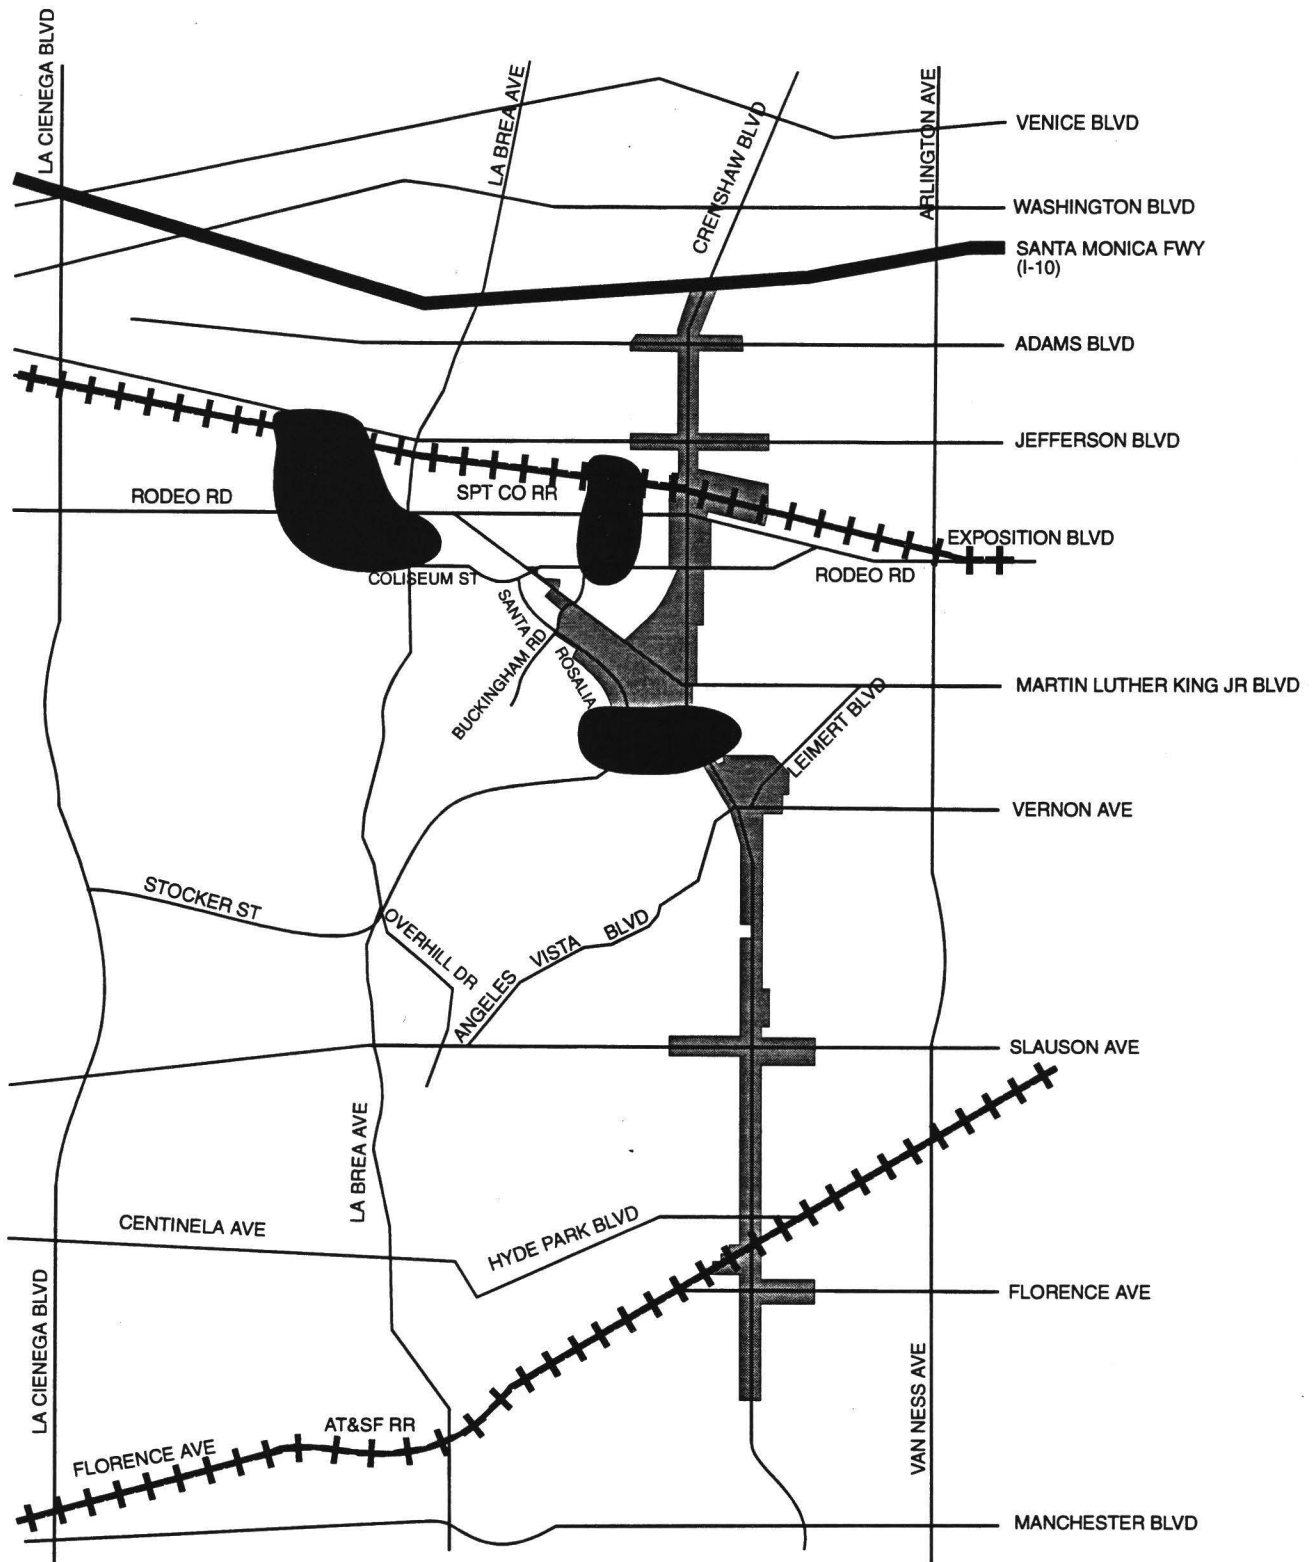 LA CIENEGA BLVD
LA BREA AVE
CRENSHAW BLVD
ARLINGTON AVE
VENICE BLVD
WASHINGTON BLVD
SANTA MONICA FWY
(I-10)
ADAMS BLVD
JEFFERSON BLVD
RODEO RD
SPT CO RR
EXPOSITION BLVD
COLISEUM ST
RODEO RD
SANTA
ROSALIA
BUCKINGHAM RD
MARTIN LUTHER KING JR BLVD
LEIMERT BLVD
VERNON AVE
STOCKER ST
OVERHILL DR
ANGELES VISTA BLVD
SLAUSON AVE
LA BREA AVE
CENTINELA AVE
HYDE PARK BLVD
LA CIENEGA BLVD
FLORENCE AVE
VAN NESS AVE
AT&SF RR
FLORENCE AVE
MANCHESTER BLVD